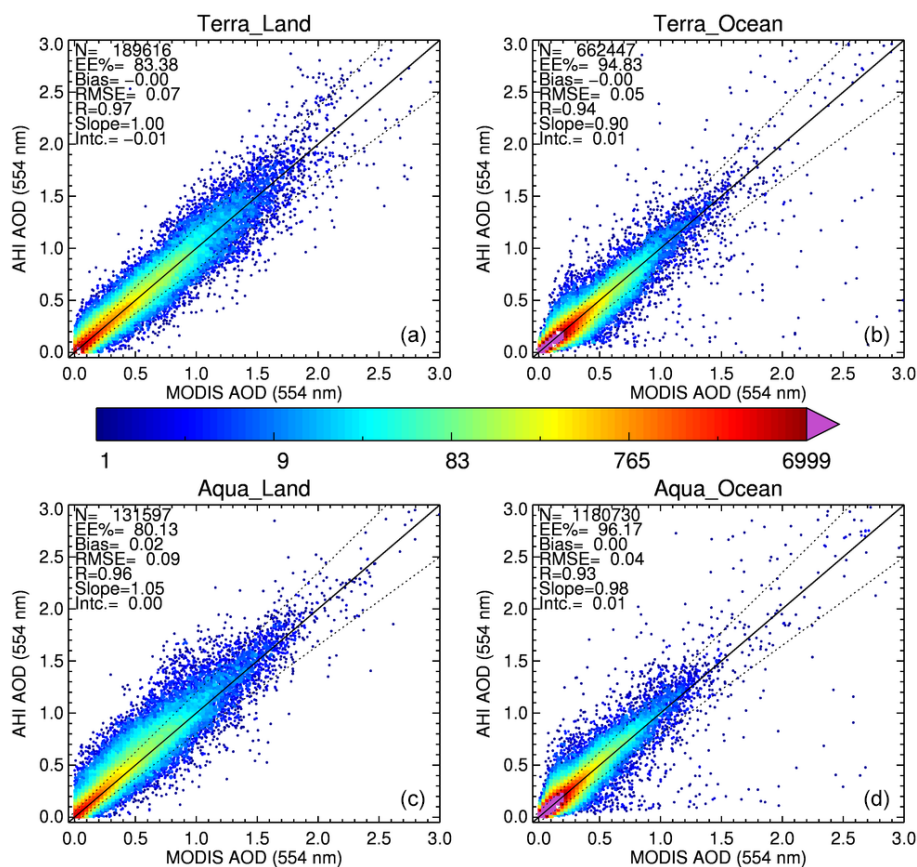 Terra_Land
3.0
2.5
2.0
1.5
1.0
0.5
0.0
AHI AOD (554 nm)
N= 189616
EE%= 83.38
Bias= −0.00
RMSE= 0.07
R=0.97
Slope=1.00
Intc.= −0.01
(a)
0.0 0.5 1.0 1.5 2.0 2.5 3.0
MODIS AOD (554 nm)
Terra_Ocean
3.0
2.5
2.0
1.5
1.0
0.5
0.0
AHI AOD (554 nm)
N= 662447
EE%= 94.83
Bias= −0.00
RMSE= 0.05
R=0.94
Slope=0.90
Intc.= 0.01
(b)
0.0 0.5 1.0 1.5 2.0 2.5 3.0
MODIS AOD (554 nm)
1 9 83 765 6999
Aqua_Land
3.0
2.5
2.0
1.5
1.0
0.5
0.0
AHI AOD (554 nm)
N= 131597
EE%= 80.13
Bias= 0.02
RMSE= 0.09
R=0.96
Slope=1.05
Intc.= 0.00
(c)
0.0 0.5 1.0 1.5 2.0 2.5 3.0
MODIS AOD (554 nm)
Aqua_Ocean
3.0
2.5
2.0
1.5
1.0
0.5
0.0
AHI AOD (554 nm)
N= 1180730
EE%= 96.17
Bias= 0.00
RMSE= 0.04
R=0.93
Slope=0.98
Intc.= 0.01
(d)
0.0 0.5 1.0 1.5 2.0 2.5 3.0
MODIS AOD (554 nm)